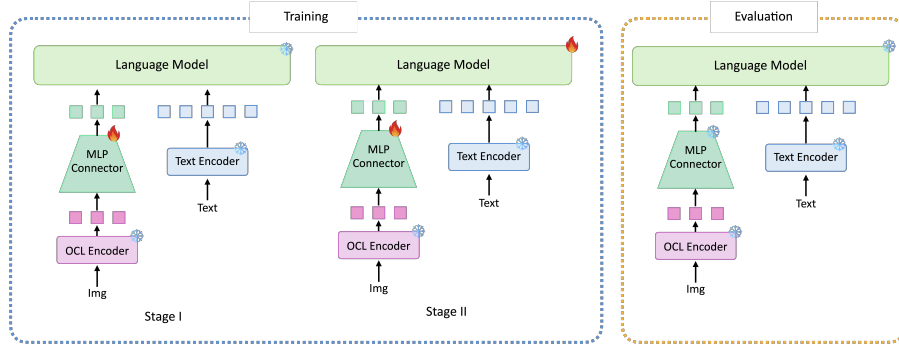 Training
Language Model
MLP
Connector
Text Encoder
Text
OCL Encoder
Img
Stage I
Language Model
MLP
Connector
Text Encoder
Text
OCL Encoder
Img
Stage II
Evaluation
Language Model
MLP
Connector
Text Encoder
Text
OCL Encoder
Img